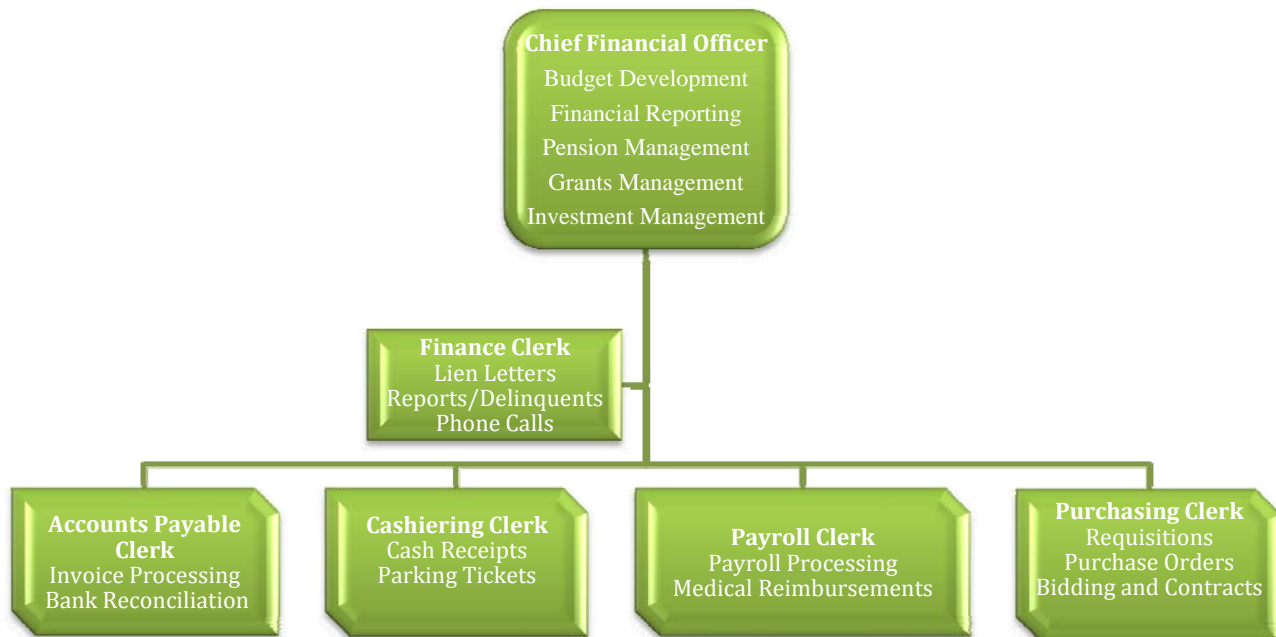 Chief Financial Officer
Budget Development
Financial Reporting
Pension Management
Grants Management
Investment Management
Finance Clerk
Lien Letters
Reports/Delinquents
Phone Calls
Accounts Payable
Clerk
Invoice Processing
Bank Reconciliation
Cashiering Clerk
Cash Receipts
Parking Tickets
Payroll Clerk
Payroll Processing
Medical Reimbursements
Purchasing Clerk
Requisitions
Purchase Orders
Bidding and Contracts